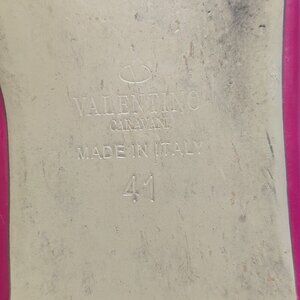 VALENTINO
GARAVANI
MADE IN ITALY
41